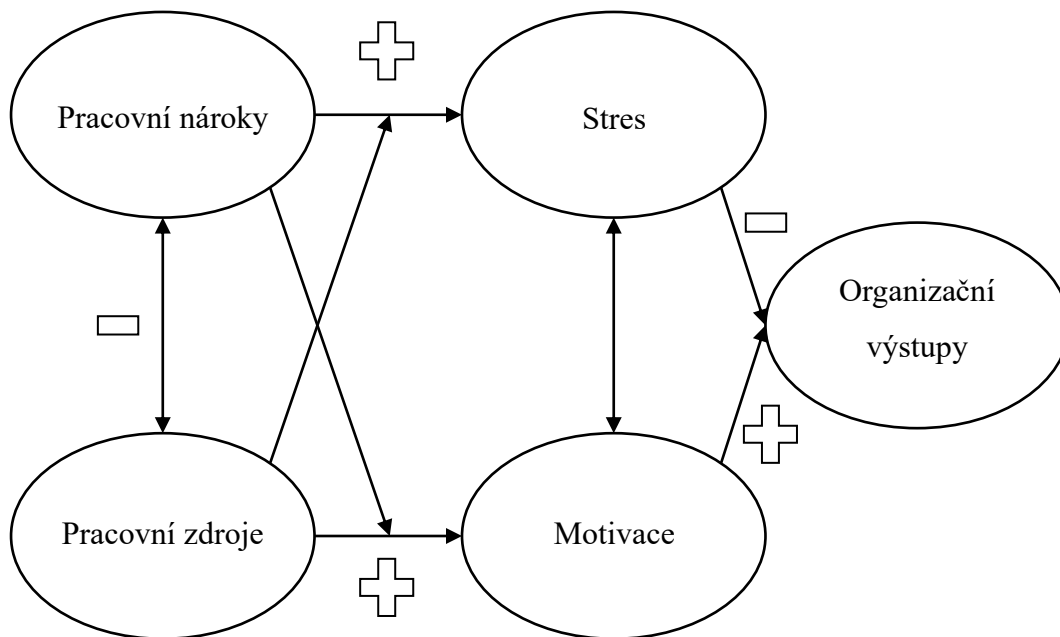 Pracovní nároky
Stres
Organizační
výstupy
Pracovní zdroje
Motivace